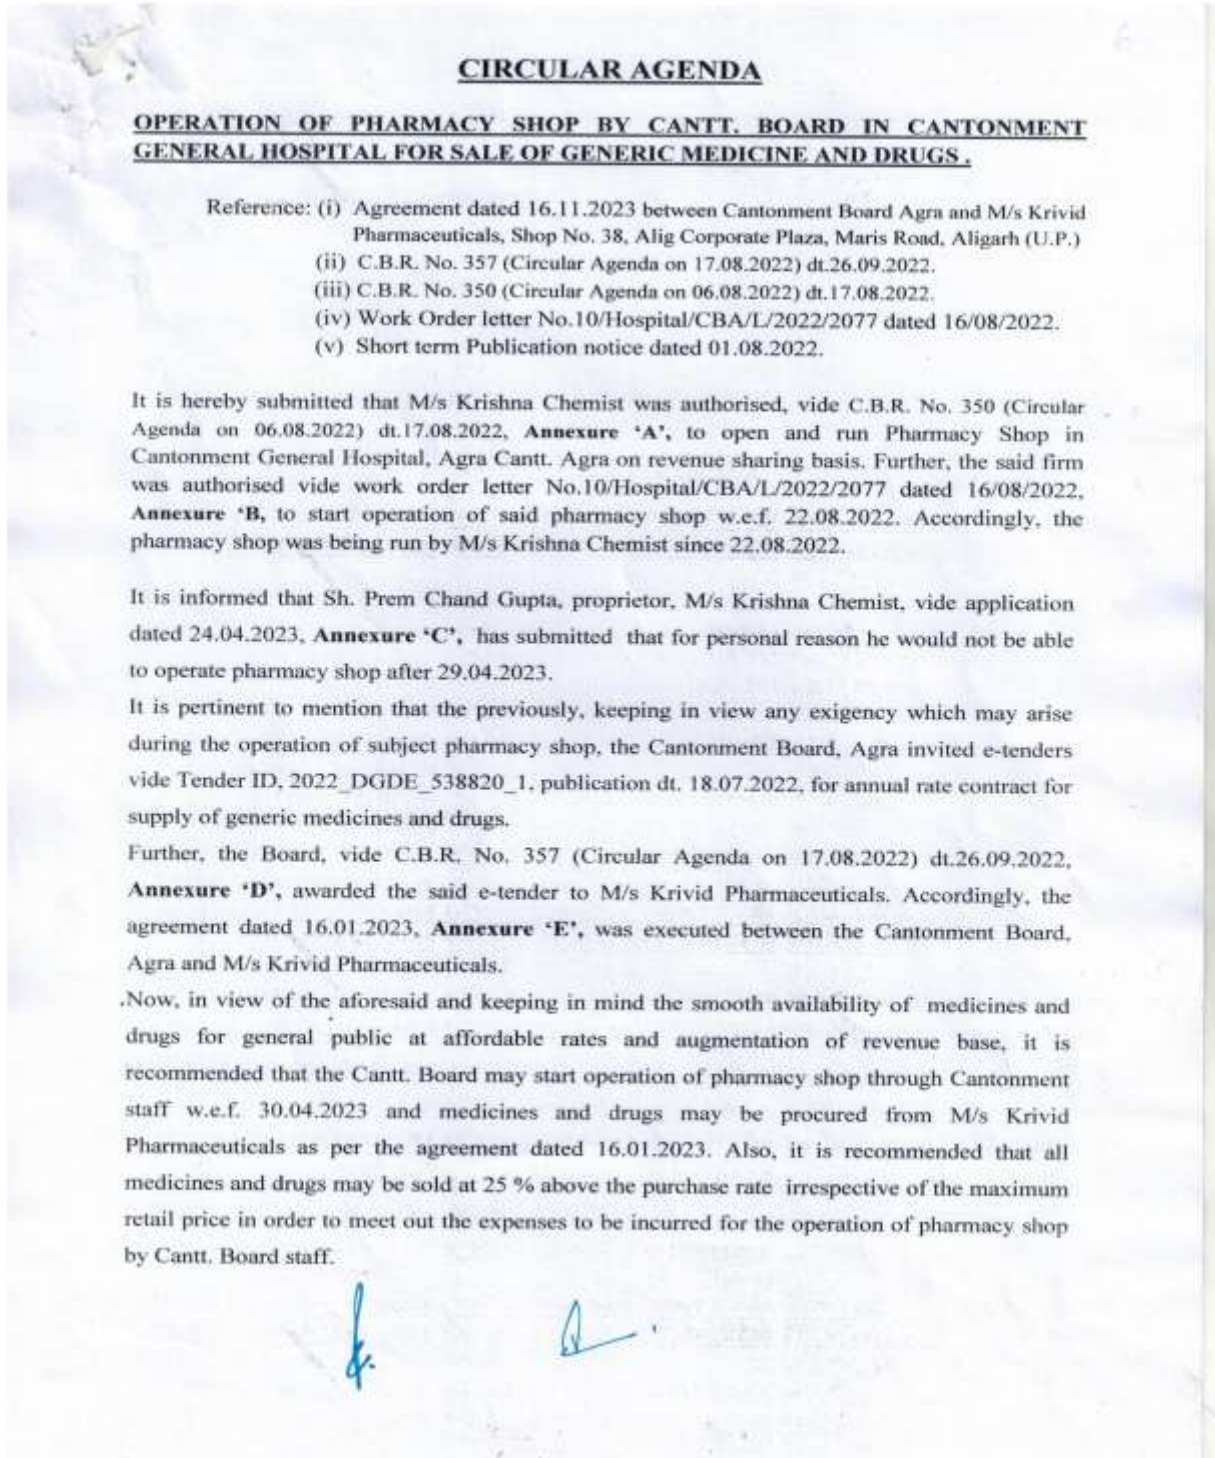 CIRCULAR AGENDA
OPERATION OF PHARMACY SHOP BY CANTT. BOARD IN CANTONMENT
GENERAL HOSPITAL FOR SALE OF GENERIC MEDICINE AND DRUGS .
Reference: (i) Agreement dated 16.11.2023 between Cantonment Board Agra and M/s Krivid
Pharmaceuticals, Shop No. 38, Alig Corporate Plaza, Maris Road, Aligarh (U.P.)
(ii) C.B.R. No. 357 (Circular Agenda on 17.08.2022) dt.26.09.2022.
(iii) C.B.R. No. 350 (Circular Agenda on 06.08.2022) dt.17.08.2022.
(iv) Work Order letter No.10/Hospital/CBA/L/2022/2077 dated 16/08/2022.
(v) Short term Publication notice dated 01.08.2022.
It is hereby submitted that M/s Krishna Chemist was authorised, vide C.B.R. No. 350 (Circular
Agenda on 06.08.2022) dt.17.08.2022, Annexure ‘A’, to open and run Pharmacy Shop in
Cantonment General Hospital, Agra Cantt. Agra on revenue sharing basis. Further, the said firm
was authorised vide work order letter No.10/Hospital/CBA/L/2022/2077 dated 16/08/2022,
Annexure ‘B, to start operation of said pharmacy shop w.e.f. 22.08.2022. Accordingly, the
pharmacy shop was being run by M/s Krishna Chemist since 22.08.2022.
It is informed that Sh. Prem Chand Gupta, proprietor, M/s Krishna Chemist, vide application
dated 24.04.2023, Annexure ‘C’, has submitted that for personal reason he would not be able
to operate pharmacy shop after 29.04.2023.
It is pertinent to mention that the previously, keeping in view any exigency which may arise
during the operation of subject pharmacy shop, the Cantonment Board, Agra invited e-tenders
vide Tender ID, 2022_DGDE_538820_1, publication dt. 18.07.2022, for annual rate contract for
supply of generic medicines and drugs.
Further, the Board, vide C.B.R. No. 357 (Circular Agenda on 17.08.2022) dt.26.09.2022,
Annexure ‘D’, awarded the said e-tender to M/s Krivid Pharmaceuticals. Accordingly, the
agreement dated 16.01.2023, Annexure ‘E’, was executed between the Cantonment Board,
Agra and M/s Krivid Pharmaceuticals.
.Now, in view of the aforesaid and keeping in mind the smooth availability of medicines and
drugs for general public at affordable rates and augmentation of revenue base, it is
recommended that the Cantt. Board may start operation of pharmacy shop through Cantonment
staff w.e.f. 30.04.2023 and medicines and drugs may be procured from M/s Krivid
Pharmaceuticals as per the agreement dated 16.01.2023. Also, it is recommended that all
medicines and drugs may be sold at 25 % above the purchase rate irrespective of the maximum
retail price in order to meet out the expenses to be incurred for the operation of pharmacy shop
by Cantt. Board staff.